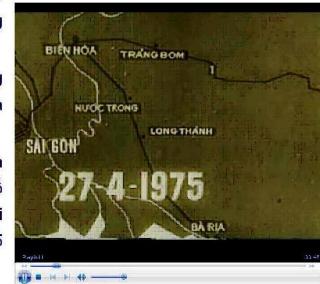 BIÊN HÒA
TRẢNG BOM
1
NƯỚC TRONG
LONG THÀNH
SÀI GÒN
27-4-1975
BÀ RỊA